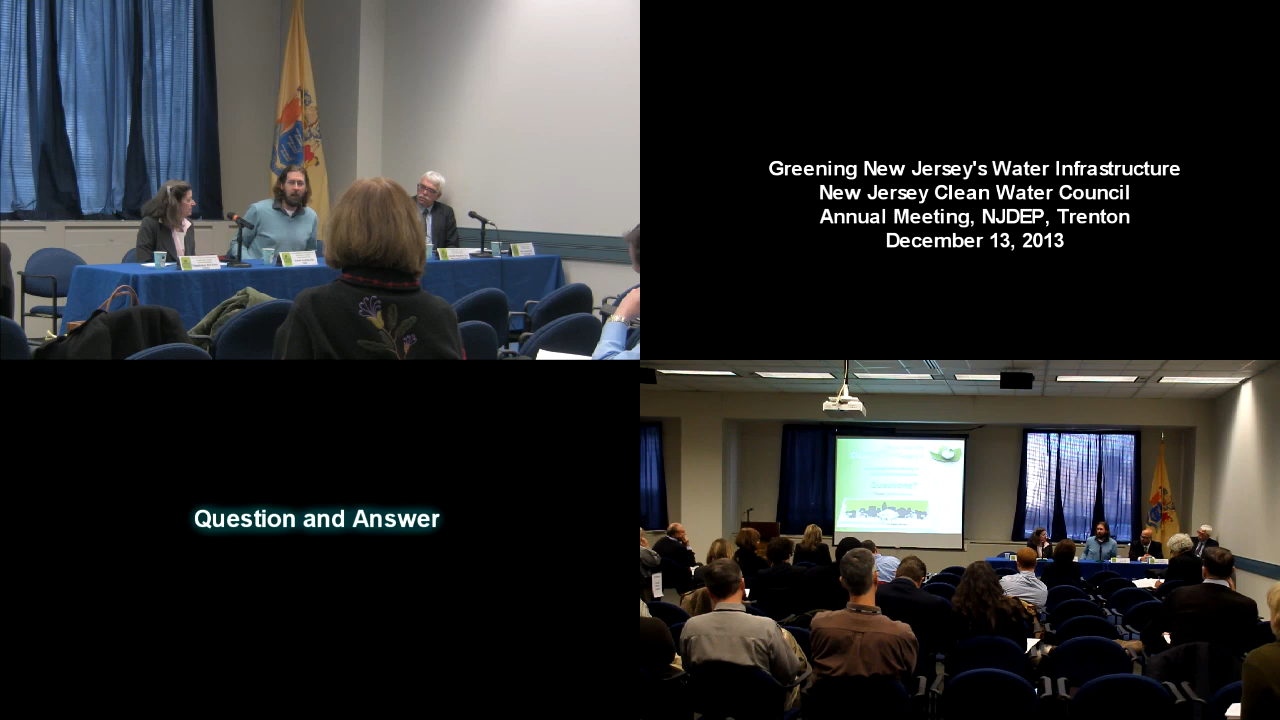 Greening New Jersey's Water Infrastructure
New Jersey Clean Water Council
Annual Meeting, NJDEP, Trenton
December 13, 2013
Question and Answer
Questions?